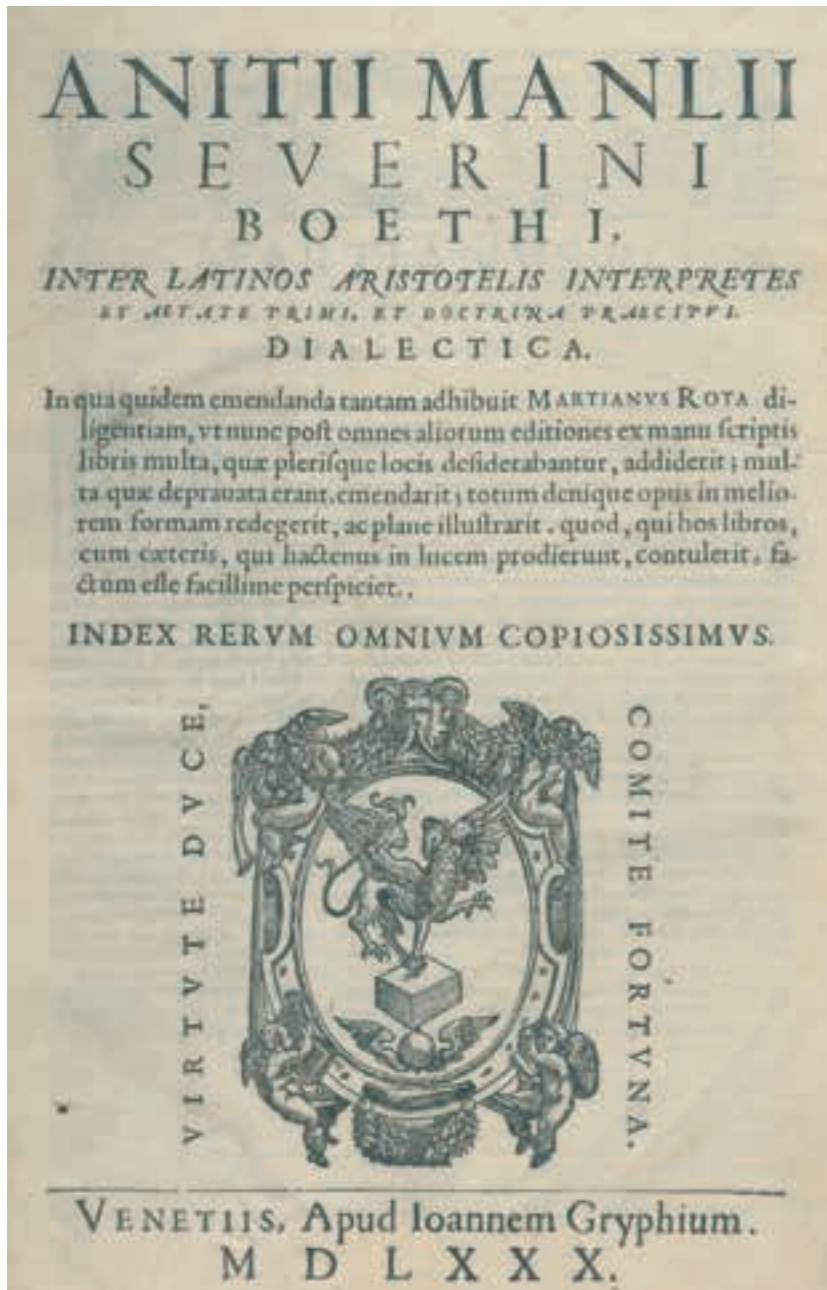 ANITII MANLII
SEVERINI
BOETHI.
INTER LATINOS ARISTOTELIS INTERPRETES
ET AETATE PRIMI, ET DOCTRINA PRAECIPVI.
DIALECTICA.
In qua quidem emendanda tantam adhibuit MARTIANVS ROTA di-
ligentiam, vt nunc poſt omnes aliorum editiones ex manu ſcriptis
libris multa, quæ pleriſque locis deſiderabantur, addiderit; mul-
ta quæ deprauata erant, emendarit; totum denique opus in melio-
rem formam redegerit, ac plane illuſtrarit. quod, qui hos libros,
cum cæteris, qui hactenus in lucem prodierunt, contulerit, fa-
ctum eſſe facillime perſpiciet.
INDEX RERVM OMNIVM COPIOSISSIMVS.
VIRTVTE DVCE,
COMITE FORTVNA.
VENETIIS, Apud Ioannem Gryphium.
MDLXXX.